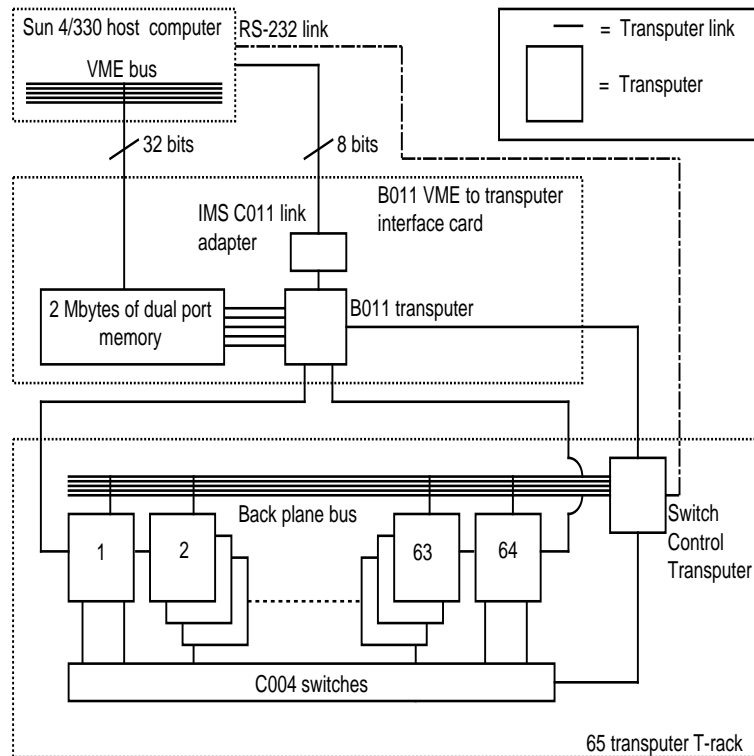 Sun 4/330 host computer
RS-232 link
= Transputer link
VME bus
= Transputer
32 bits
8 bits
B011 VME to transputer
interface card
IMS C011 link
adapter
2 Mbytes of dual port
memory
B011 transputer
Back plane bus
Switch
Control
Transputer
1
2
63
64
C004 switches
65 transputer T-rack